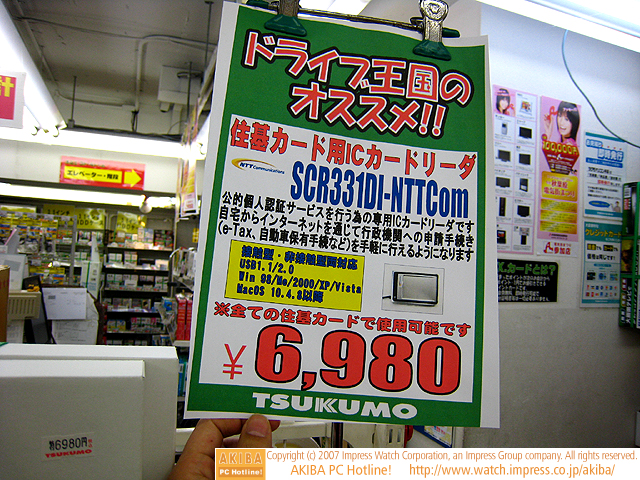 ドライブ王国の
オススメ!!
住基カード用ICカードリーダ
NTT Communications
SCR331DI-NTTCom
公的個人認証サービスを行う為の専用ICカードリーダです
自宅からインターネットを通じて行政機関への申請手続き
(e-Tax、自動車保有手続など)を手軽に行えるようになります
接触型・非接触型両対応
USB1.1/2.0
Win 98/Me/2000/XP/Vista
MacOS 10.4.8以降
※全ての住基カードで使用可能です
¥6,980
TSUKUMO
エレベーター・階段
カードとは?
特6980円
TSUKUMO
AKIBA
PC Hotline!
Copyright (c) 2007 Impress Watch Corporation, an Impress Group company. All rights reserved.
AKIBA PC Hotline! http://www.watch.impress.co.jp/akiba/